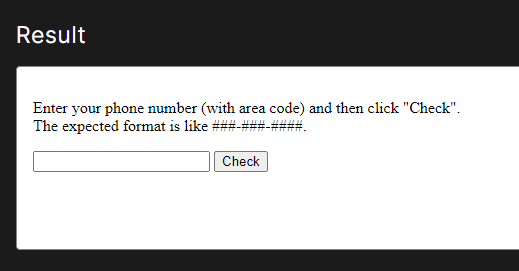 Result
Enter your phone number (with area code) and then click "Check".
The expected format is like ###-###-####.
Check